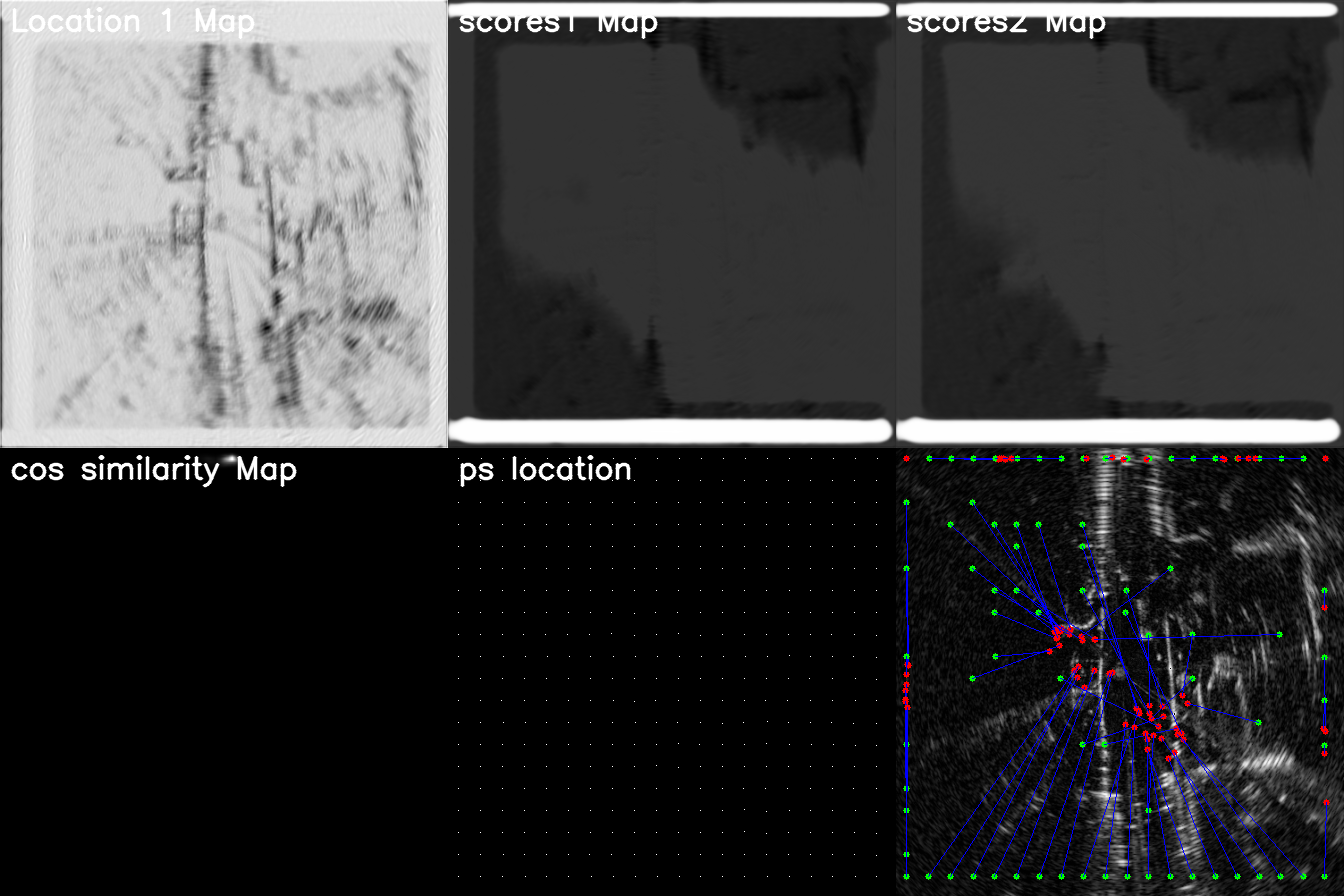 Location 1 Map
scores1 Map
scores2 Map
cos similarity Map
ps location